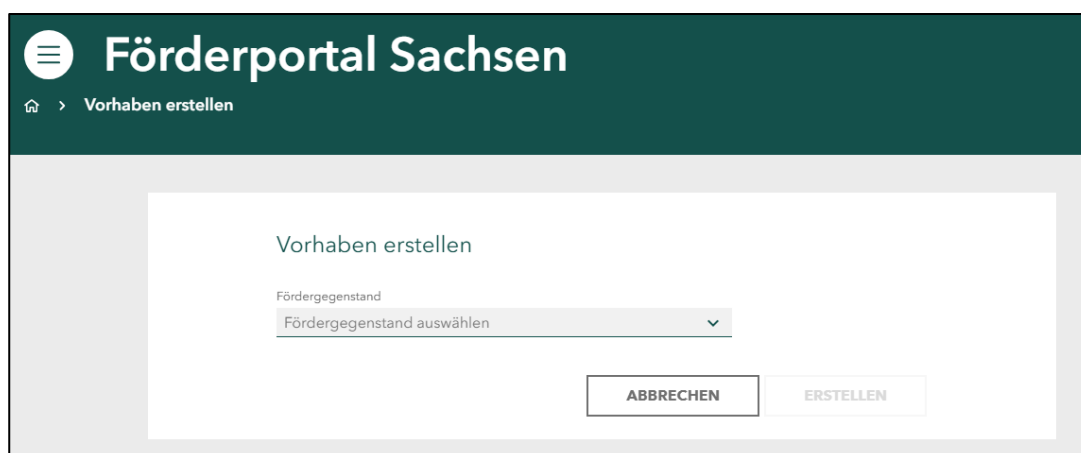 Förderportal Sachsen
Vorhaben erstellen
Vorhaben erstellen
Fördergegenstand
Fördergegenstand auswählen
ABBRECHEN ERSTELLEN